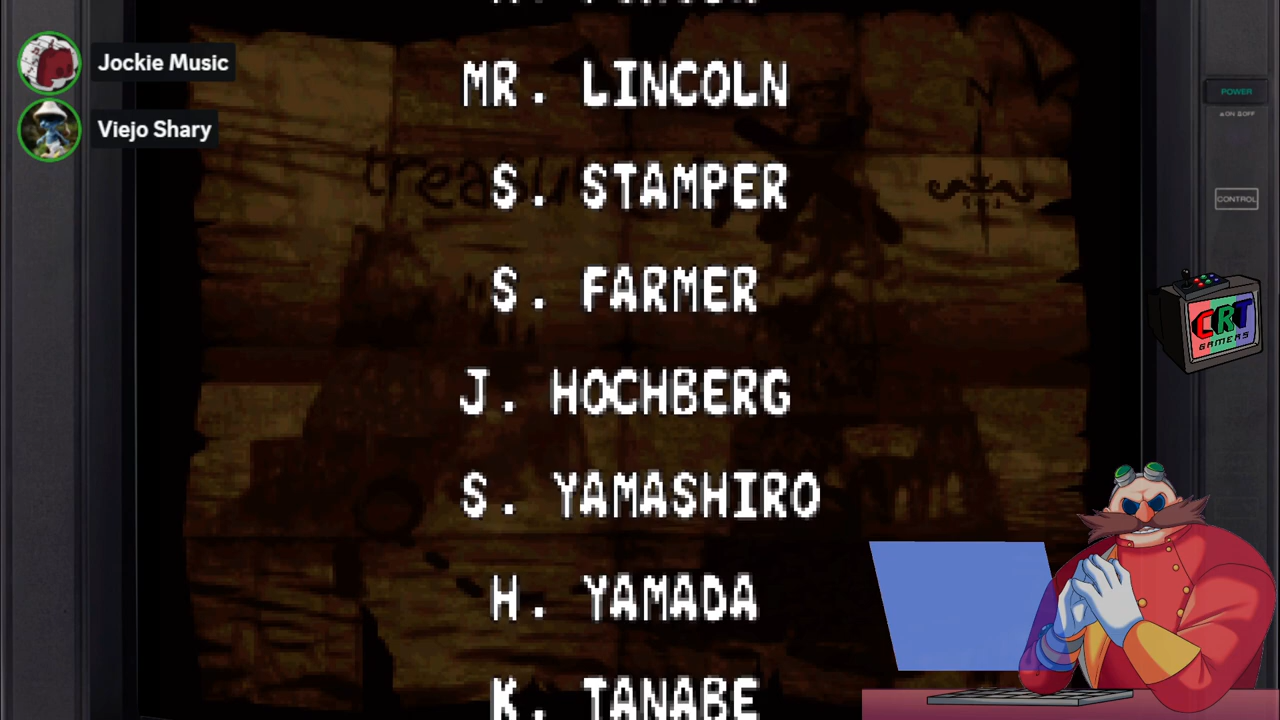 Jockie Music
Viejo Shary
MR. LINCOLN
S. STAMPER
S. FARMER
J. HOCHBERG
S. YAMASHIRO
H. YAMADA
K. TANABE
N
POWER
CONTROL
CRT
GAMERS